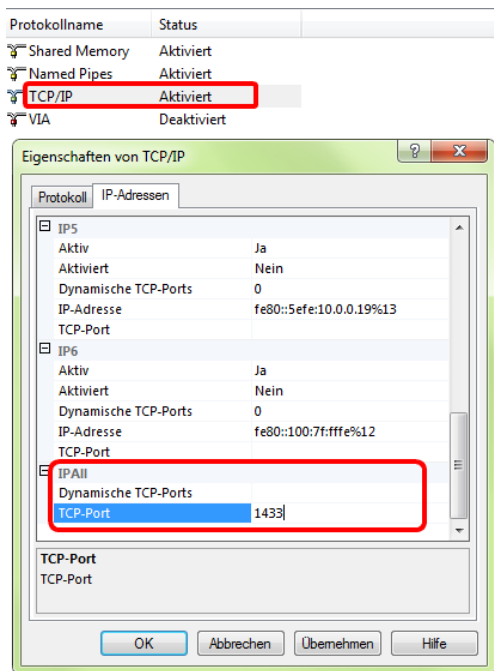 Protokollname Status
Shared Memory Aktiviert
Named Pipes Aktiviert
TCP/IP Aktiviert
VIA Deaktiviert
Eigenschaften von TCP/IP
Protokoll IP-Adressen
IP5
Aktiv Ja
Aktiviert Nein
Dynamische TCP-Ports 0
IP-Adresse fe80::5efe:10.0.0.19%13
TCP-Port
IP6
Aktiv Ja
Aktiviert Nein
Dynamische TCP-Ports 0
IP-Adresse fe80::100:7f:fffe%12
TCP-Port
IPAll
Dynamische TCP-Ports
TCP-Port 1433
TCP-Port
TCP-Port
OK Abbrechen Übernehmen Hilfe